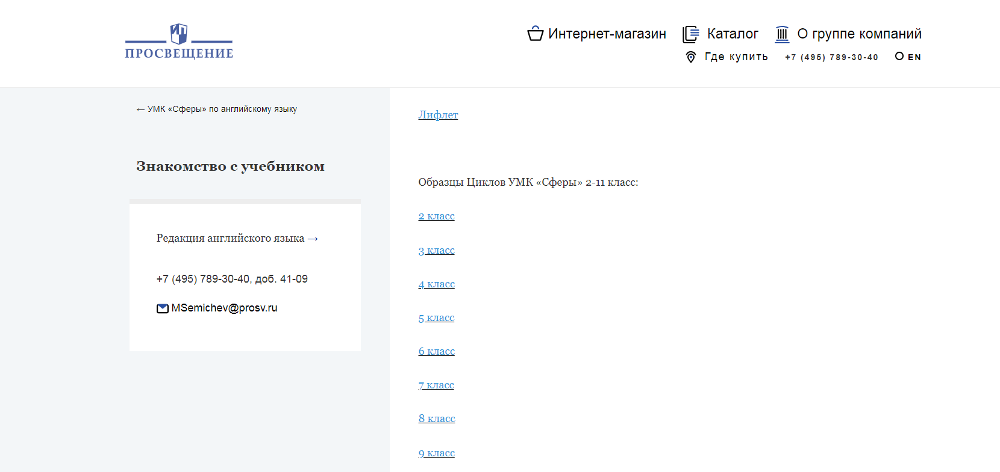 ПРОСВЕЩЕНИЕ
Интернет-магазин
Каталог
О группе компаний
Где купить
+7 (495) 789-30-40
EN
← УМК «Сферы» по английскому языку
Знакомство с учебником
Редакция английского языка →
+7 (495) 789-30-40, доб. 41-09
MSemichev@prosv.ru
Лифлет
Образцы Циклов УМК «Сферы» 2-11 класс:
2 класс
3 класс
4 класс
5 класс
6 класс
7 класс
8 класс
9 класс